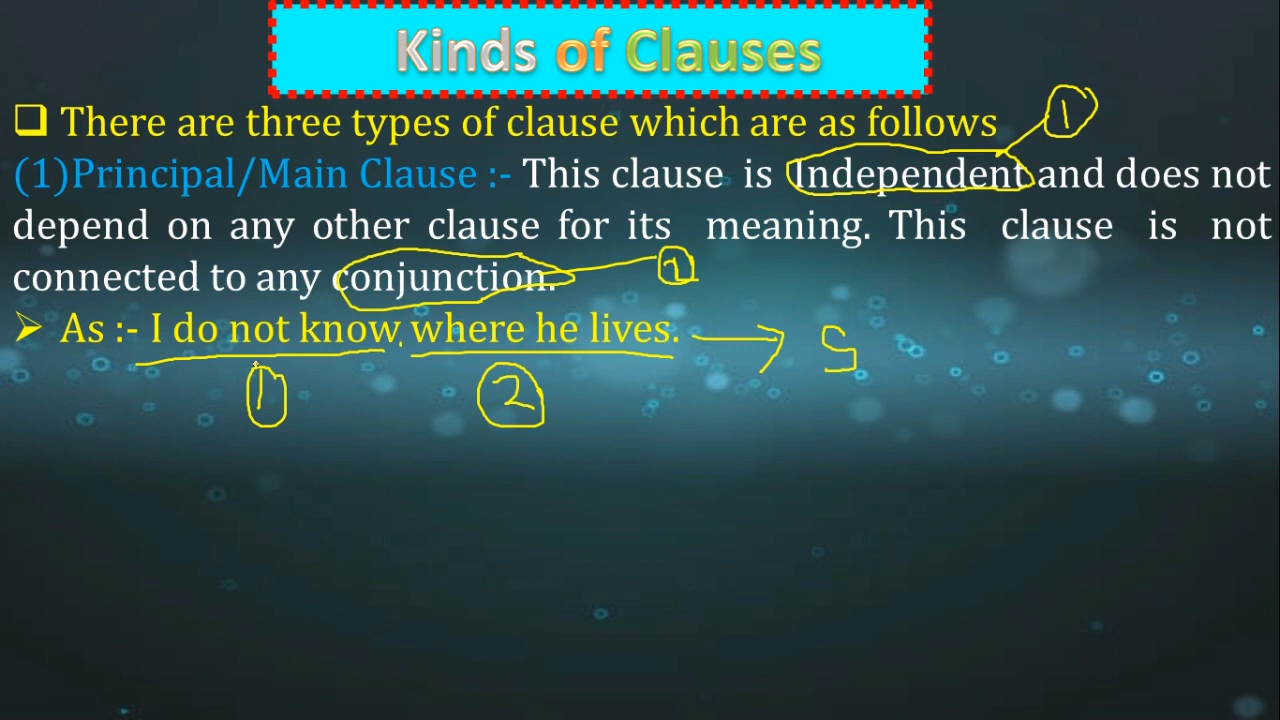 Kinds of Clauses
There are three types of clause which are as follows 1
(1)Principal/Main Clause :- This clause is Independent and does not
depend on any other clause for its meaning. This clause is not
connected to any conjunction. 2
As :- I do not know where he lives. S
1 2